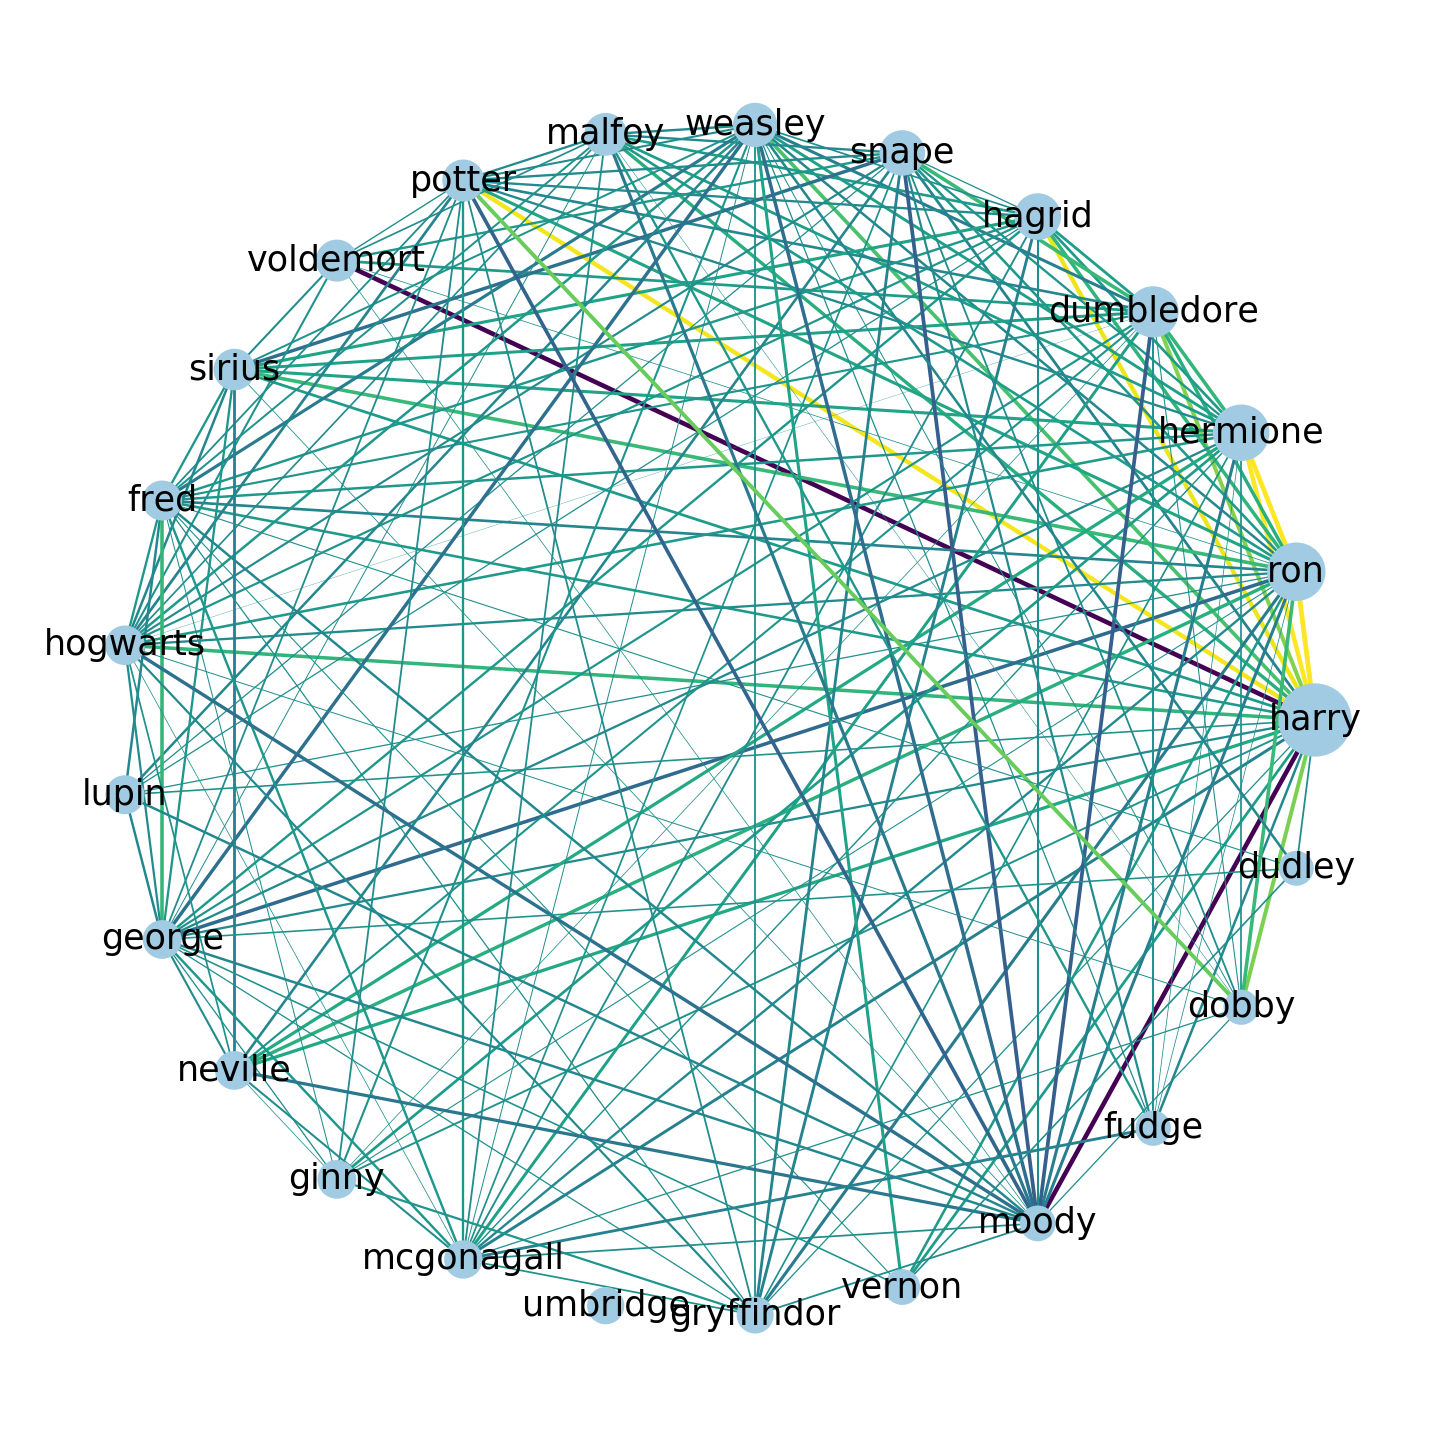 weasley
malfoy
snape
potter
hagrid
voldemort
dumbledore
sirius
hermione
fred
ron
hogwarts
harry
lupin
dudley
george
dobby
neville
fudge
ginny
moody
mcgonagall
vernon
umbridge
gryffindor